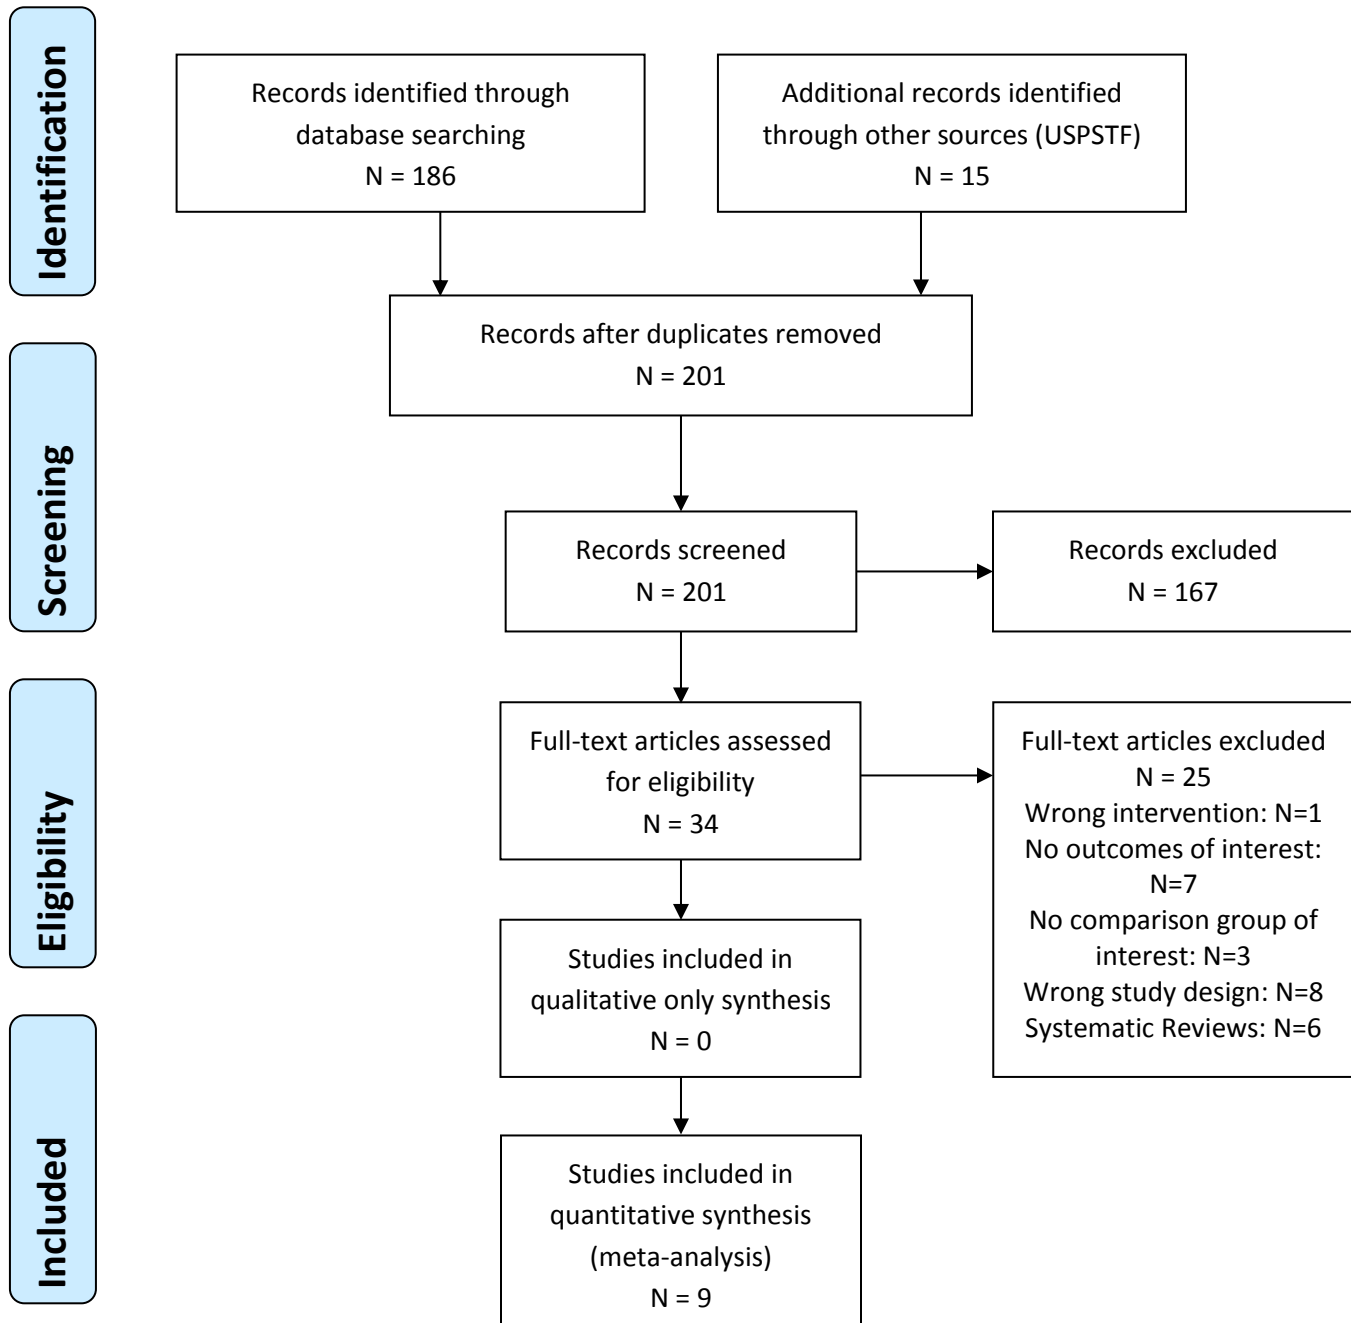 Identification
Records identified through
database searching
N = 186
Additional records identified
through other sources (USPSTF)
N = 15
Records after duplicates removed
N = 201
Screening
Records screened
N = 201
Records excluded
N = 167
Eligibility
Full-text articles assessed
for eligibility
N = 34
Full-text articles excluded
N = 25
Wrong intervention: N=1
No outcomes of interest:
N=7
No comparison group of
interest: N=3
Wrong study design: N=8
Systematic Reviews: N=6
Studies included in
qualitative only synthesis
N = 0
Included
Studies included in
quantitative synthesis
(meta-analysis)
N = 9